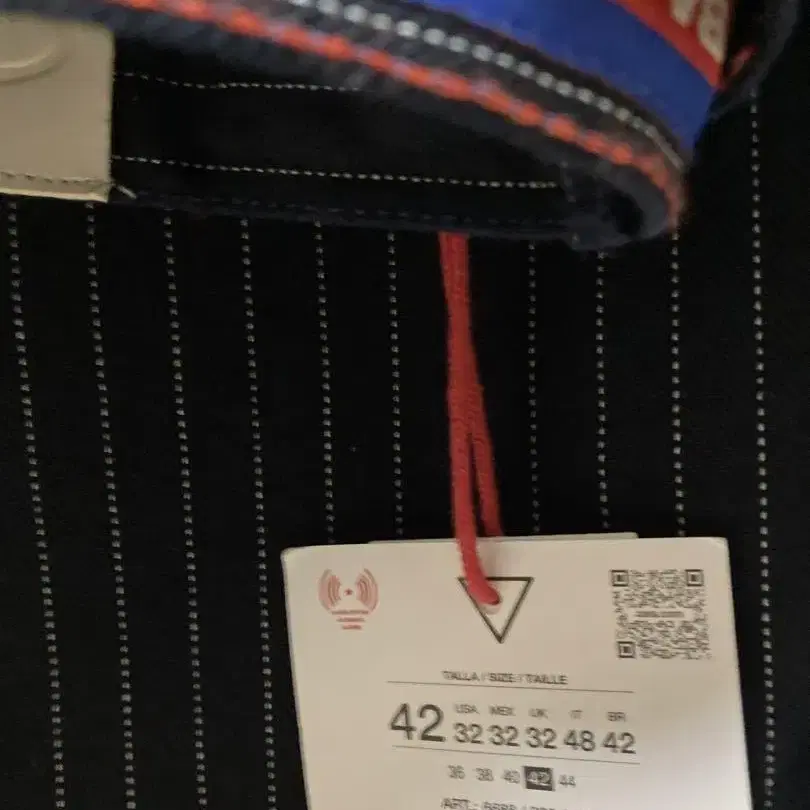 TALLA / SIZE / TAILLE
USA MEX UK IT BR
42 32 32 32 48 42
36 38 40 42 44
ART.: